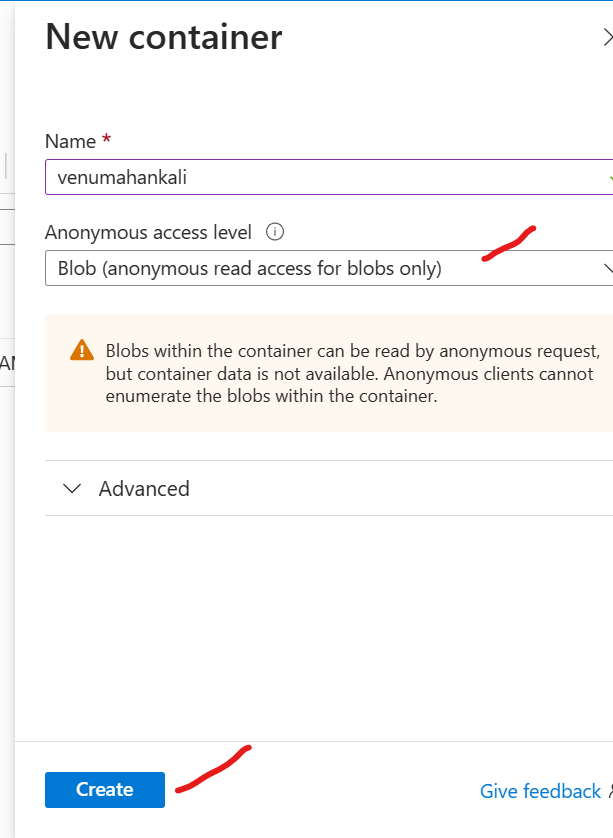 New container
Name *
venumahankali
Anonymous access level
Blob (anonymous read access for blobs only)
Blobs within the container can be read by anonymous request,
but container data is not available. Anonymous clients cannot
enumerate the blobs within the container.
Advanced
Create
Give feedback